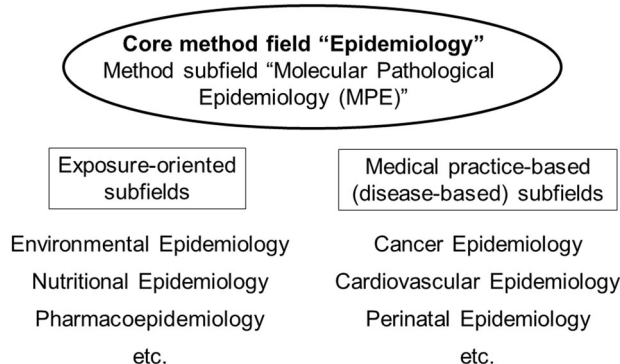 Core method field “Epidemiology”
Method subfield “Molecular Pathological
Epidemiology (MPE)”
Exposure-oriented
subfields
Environmental Epidemiology
Nutritional Epidemiology
Pharmacoepidemiology
etc.
Medical practice-based
(disease-based) subfields
Cancer Epidemiology
Cardiovascular Epidemiology
Perinatal Epidemiology
etc.